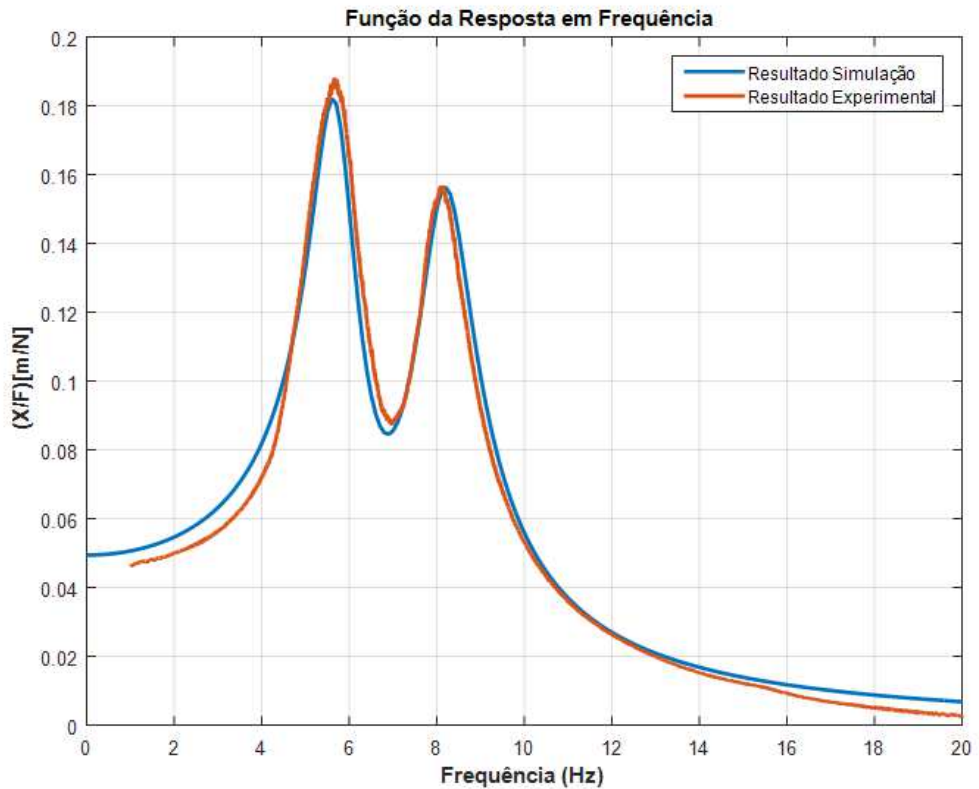 Função da Resposta em Frequência
Resultado Simulação
Resultado Experimental
(X/F)[m/N]
0.2
0.18
0.16
0.14
0.12
0.1
0.08
0.06
0.04
0.02
0
0 2 4 6 8 10 12 14 16 18 20
Frequência (Hz)